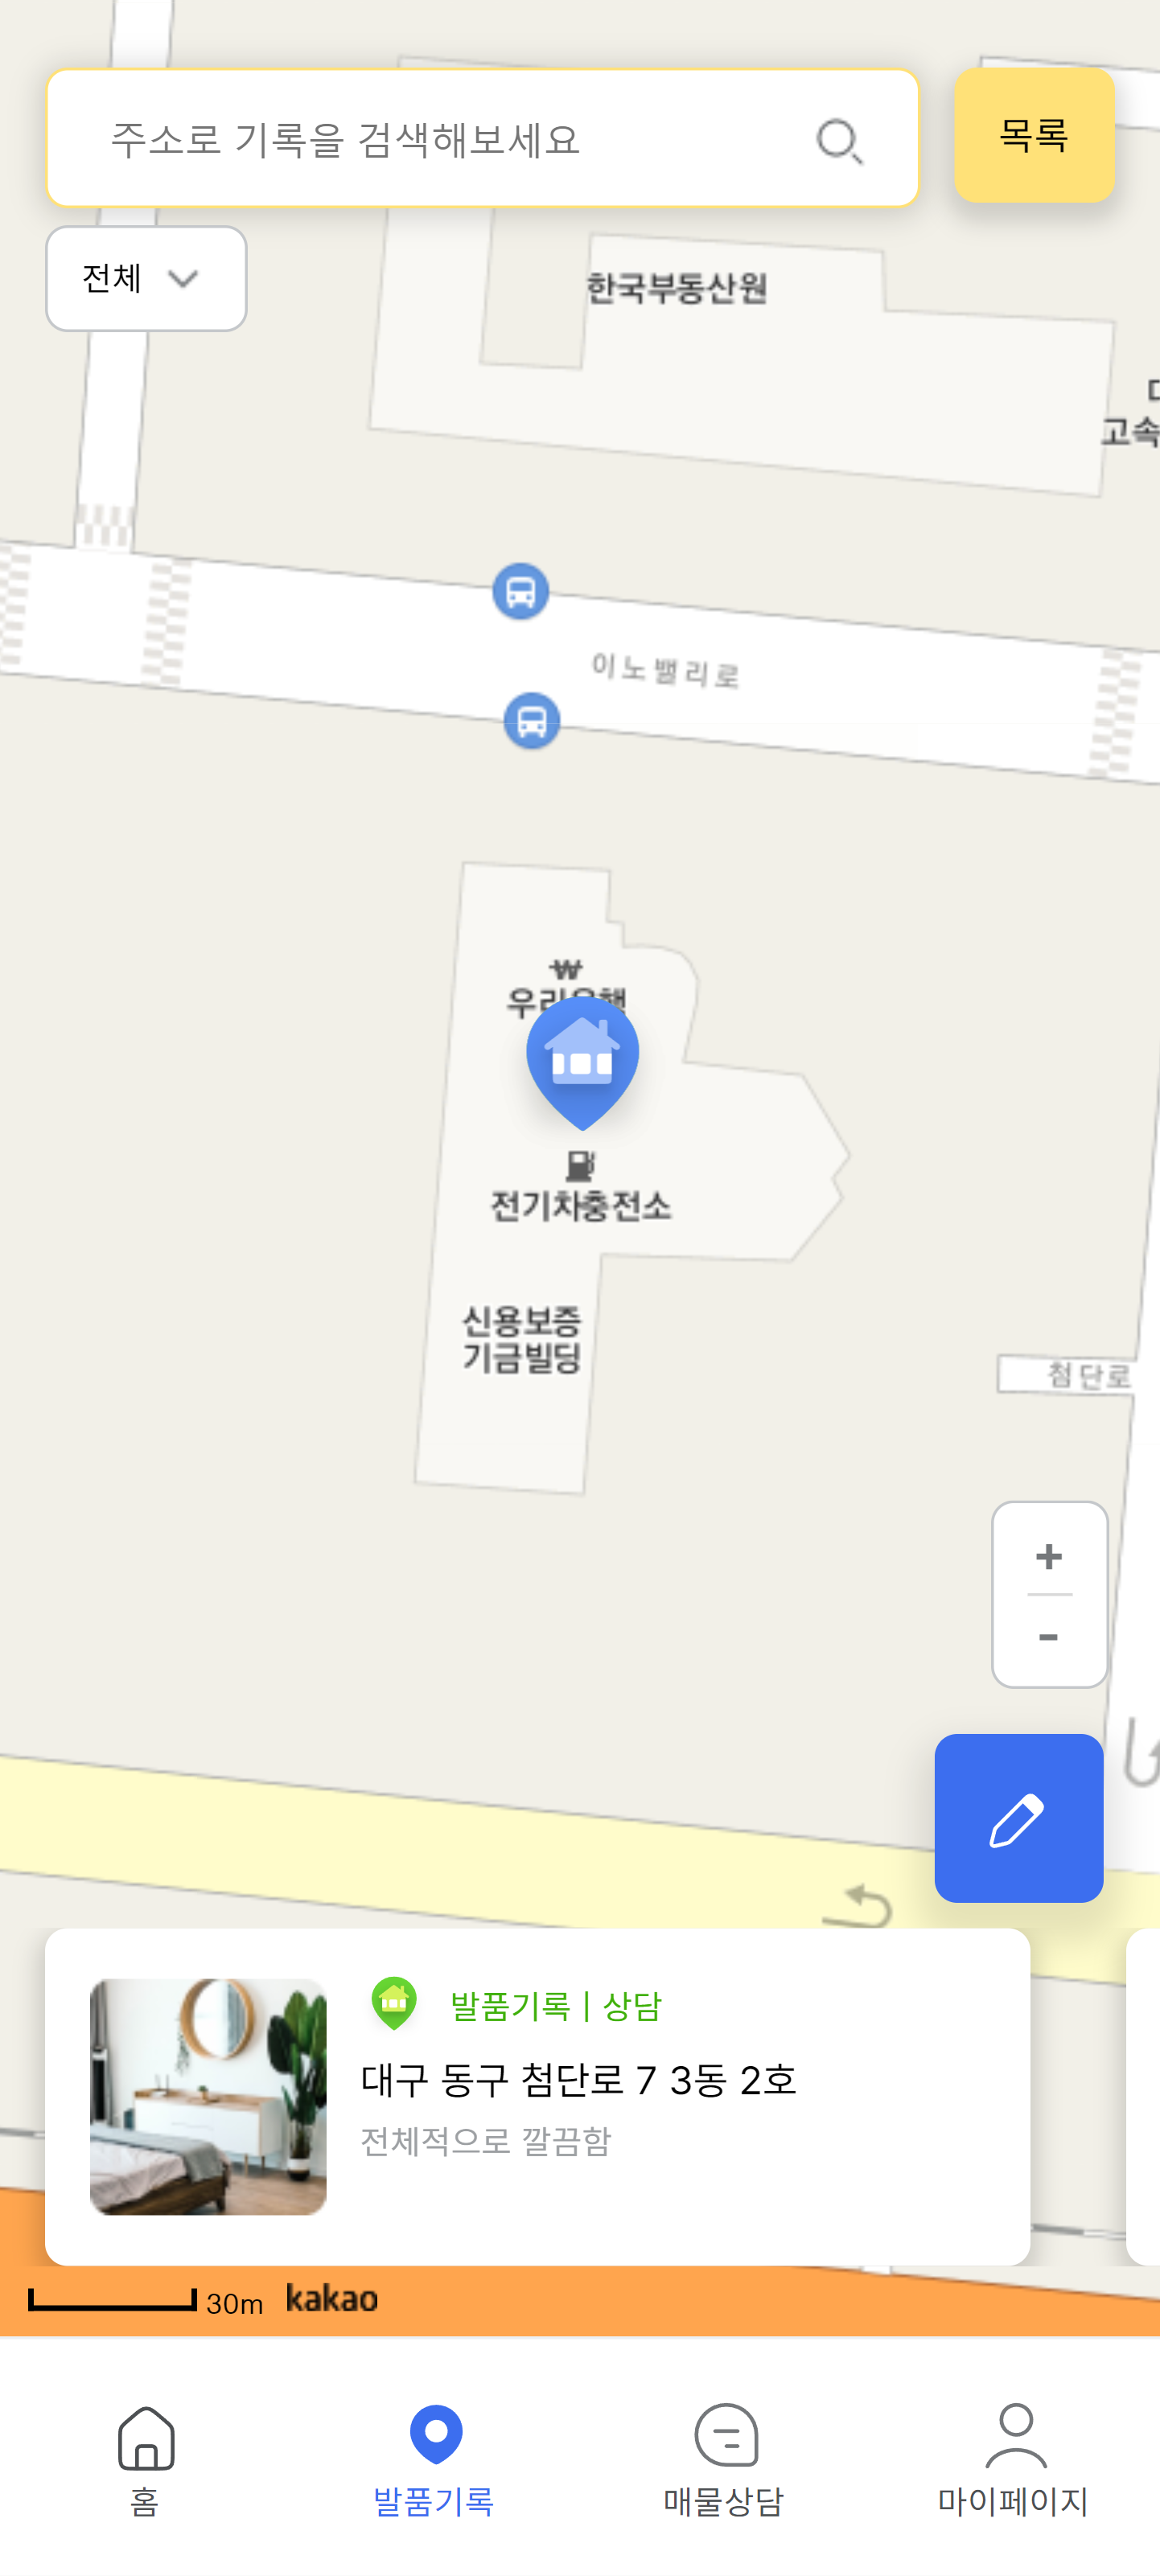 주소로 기록을 검색해보세요
목록
전체
한국부동산원
고속
이노밸리로
₩
전기차충전소
신용보증
기금빌딩
첨단로
+
-
발품기록 | 상담
대구 동구 첨단로 7 3동 2호
전체적으로 깔끔함
30m kakao
홈
발품기록
매물상담
마이페이지